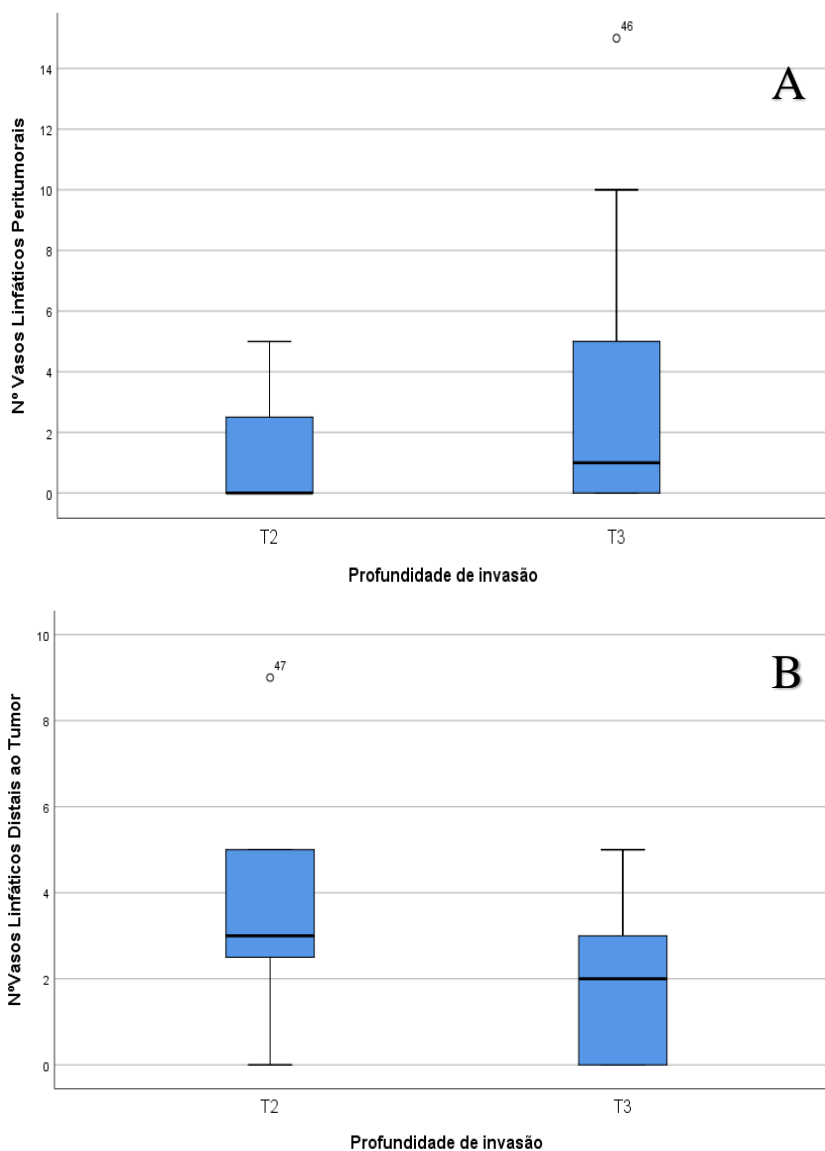 46
A
14
12
10
8
6
4
2
0
Nº Vasos Linfáticos Peritumorais
T2
T3
Profundidade de invasão
10
47
B
8
6
4
2
0
NºVasos Linfáticos Distais ao Tumor
T2
T3
Profundidade de invasão